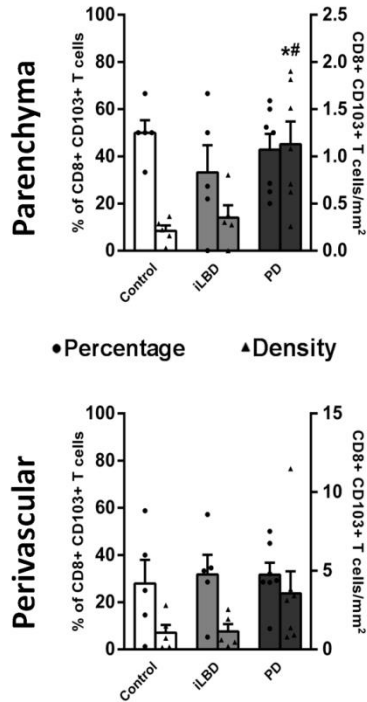 Parenchyma
% of CD8+ CD103+ T cells
100
80
60
40
20
0
*#
2.5
2.0
1.5
1.0
0.5
0.0
CD8+ CD103+ T cells/mm²
Control
iLBD
PD
Percentage
Density
Perivascular
% of CD8+ CD103+ T cells
100
80
60
40
20
0
15
10
5
0
CD8+ CD103+ T cells/mm²
Control
iLBD
PD